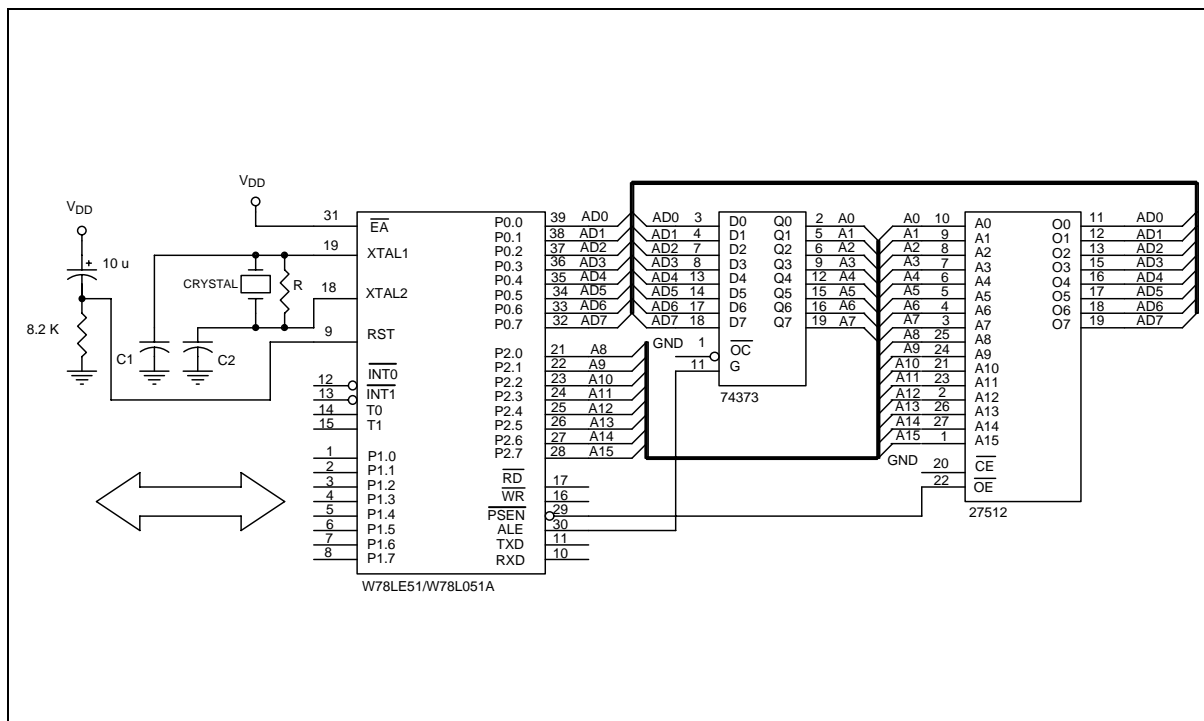 VDD
VDD
10 u
8.2 K
C1
C2
CRYSTAL
R
31 EA
19 XTAL1
18 XTAL2
9 RST
12 INT0
13 INT1
14 T0
15 T1
1 P1.0
2 P1.1
3 P1.2
4 P1.3
5 P1.4
6 P1.5
7 P1.6
8 P1.7
P0.0 39 AD0
P0.1 38 AD1
P0.2 37 AD2
P0.3 36 AD3
P0.4 35 AD4
P0.5 34 AD5
P0.6 33 AD6
P0.7 32 AD7
P2.0 21 A8
P2.1 22 A9
P2.2 23 A10
P2.3 24 A11
P2.4 25 A12
P2.5 26 A13
P2.6 27 A14
P2.7 28 A15
RD 17
WR 16
PSEN 29
ALE 30
TXD 11
RXD 10
W78LE51/W78L051A
AD0 3 D0 Q0 2 A0
AD1 4 D1 Q1 5 A1
AD2 7 D2 Q2 6 A2
AD3 8 D3 Q3 9 A3
AD4 13 D4 Q4 12 A4
AD5 14 D5 Q5 15 A5
AD6 17 D6 Q6 16 A6
AD7 18 D7 Q7 19 A7
GND 1 OC
11 G
74373
A0 10 A0 O0 11 AD0
A1 9 A1 O1 12 AD1
A2 8 A2 O2 13 AD2
A3 7 A3 O3 15 AD3
A4 6 A4 O4 16 AD4
A5 5 A5 O5 17 AD5
A6 4 A6 O6 18 AD6
A7 3 A7 O7 19 AD7
A8 25 A8
A9 24 A9
A10 21 A10
A11 23 A11
A12 2 A12
A13 26 A13
A14 27 A14
A15 1 A15
GND 20 CE
22 OE
27512